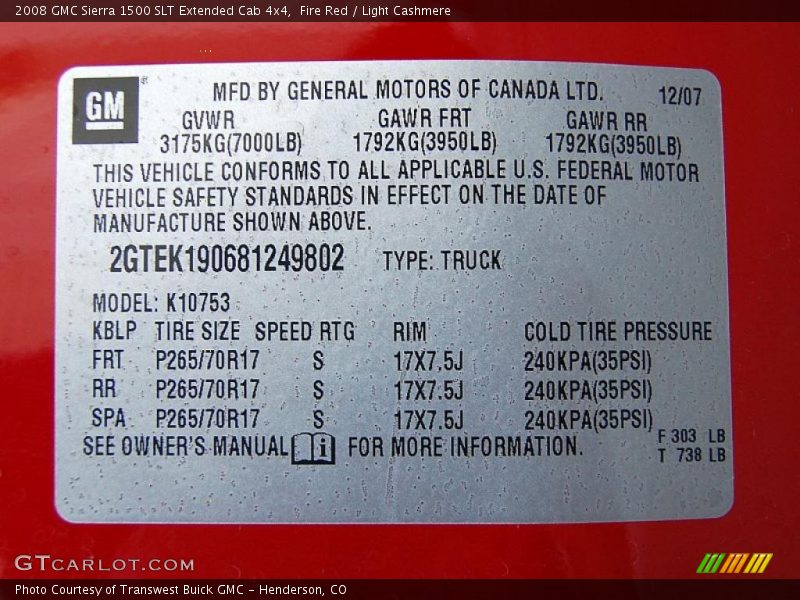 2008 GMC Sierra 1500 SLT Extended Cab 4x4, Fire Red / Light Cashmere
GM®
MFD BY GENERAL MOTORS OF CANADA LTD. 12/07
GVWR GAWR FRT GAWR RR
3175KG(7000LB) 1792KG(3950LB) 1792KG(3950LB)
THIS VEHICLE CONFORMS TO ALL APPLICABLE U.S. FEDERAL MOTOR
VEHICLE SAFETY STANDARDS IN EFFECT ON THE DATE OF
MANUFACTURE SHOWN ABOVE.
2GTEK190681249802 TYPE: TRUCK
MODEL: K10753
KBLP TIRE SIZE SPEED RTG RIM COLD TIRE PRESSURE
FRT P265/70R17 S 17X7.5J 240KPA(35PSI)
RR P265/70R17 S 17X7.5J 240KPA(35PSI)
SPA P265/70R17 S 17X7.5J 240KPA(35PSI)
SEE OWNER'S MANUAL i FOR MORE INFORMATION.
F 303 LB
T 738 LB
GTCARLOT.COM
Photo Courtesy of Transwest Buick GMC - Henderson, CO